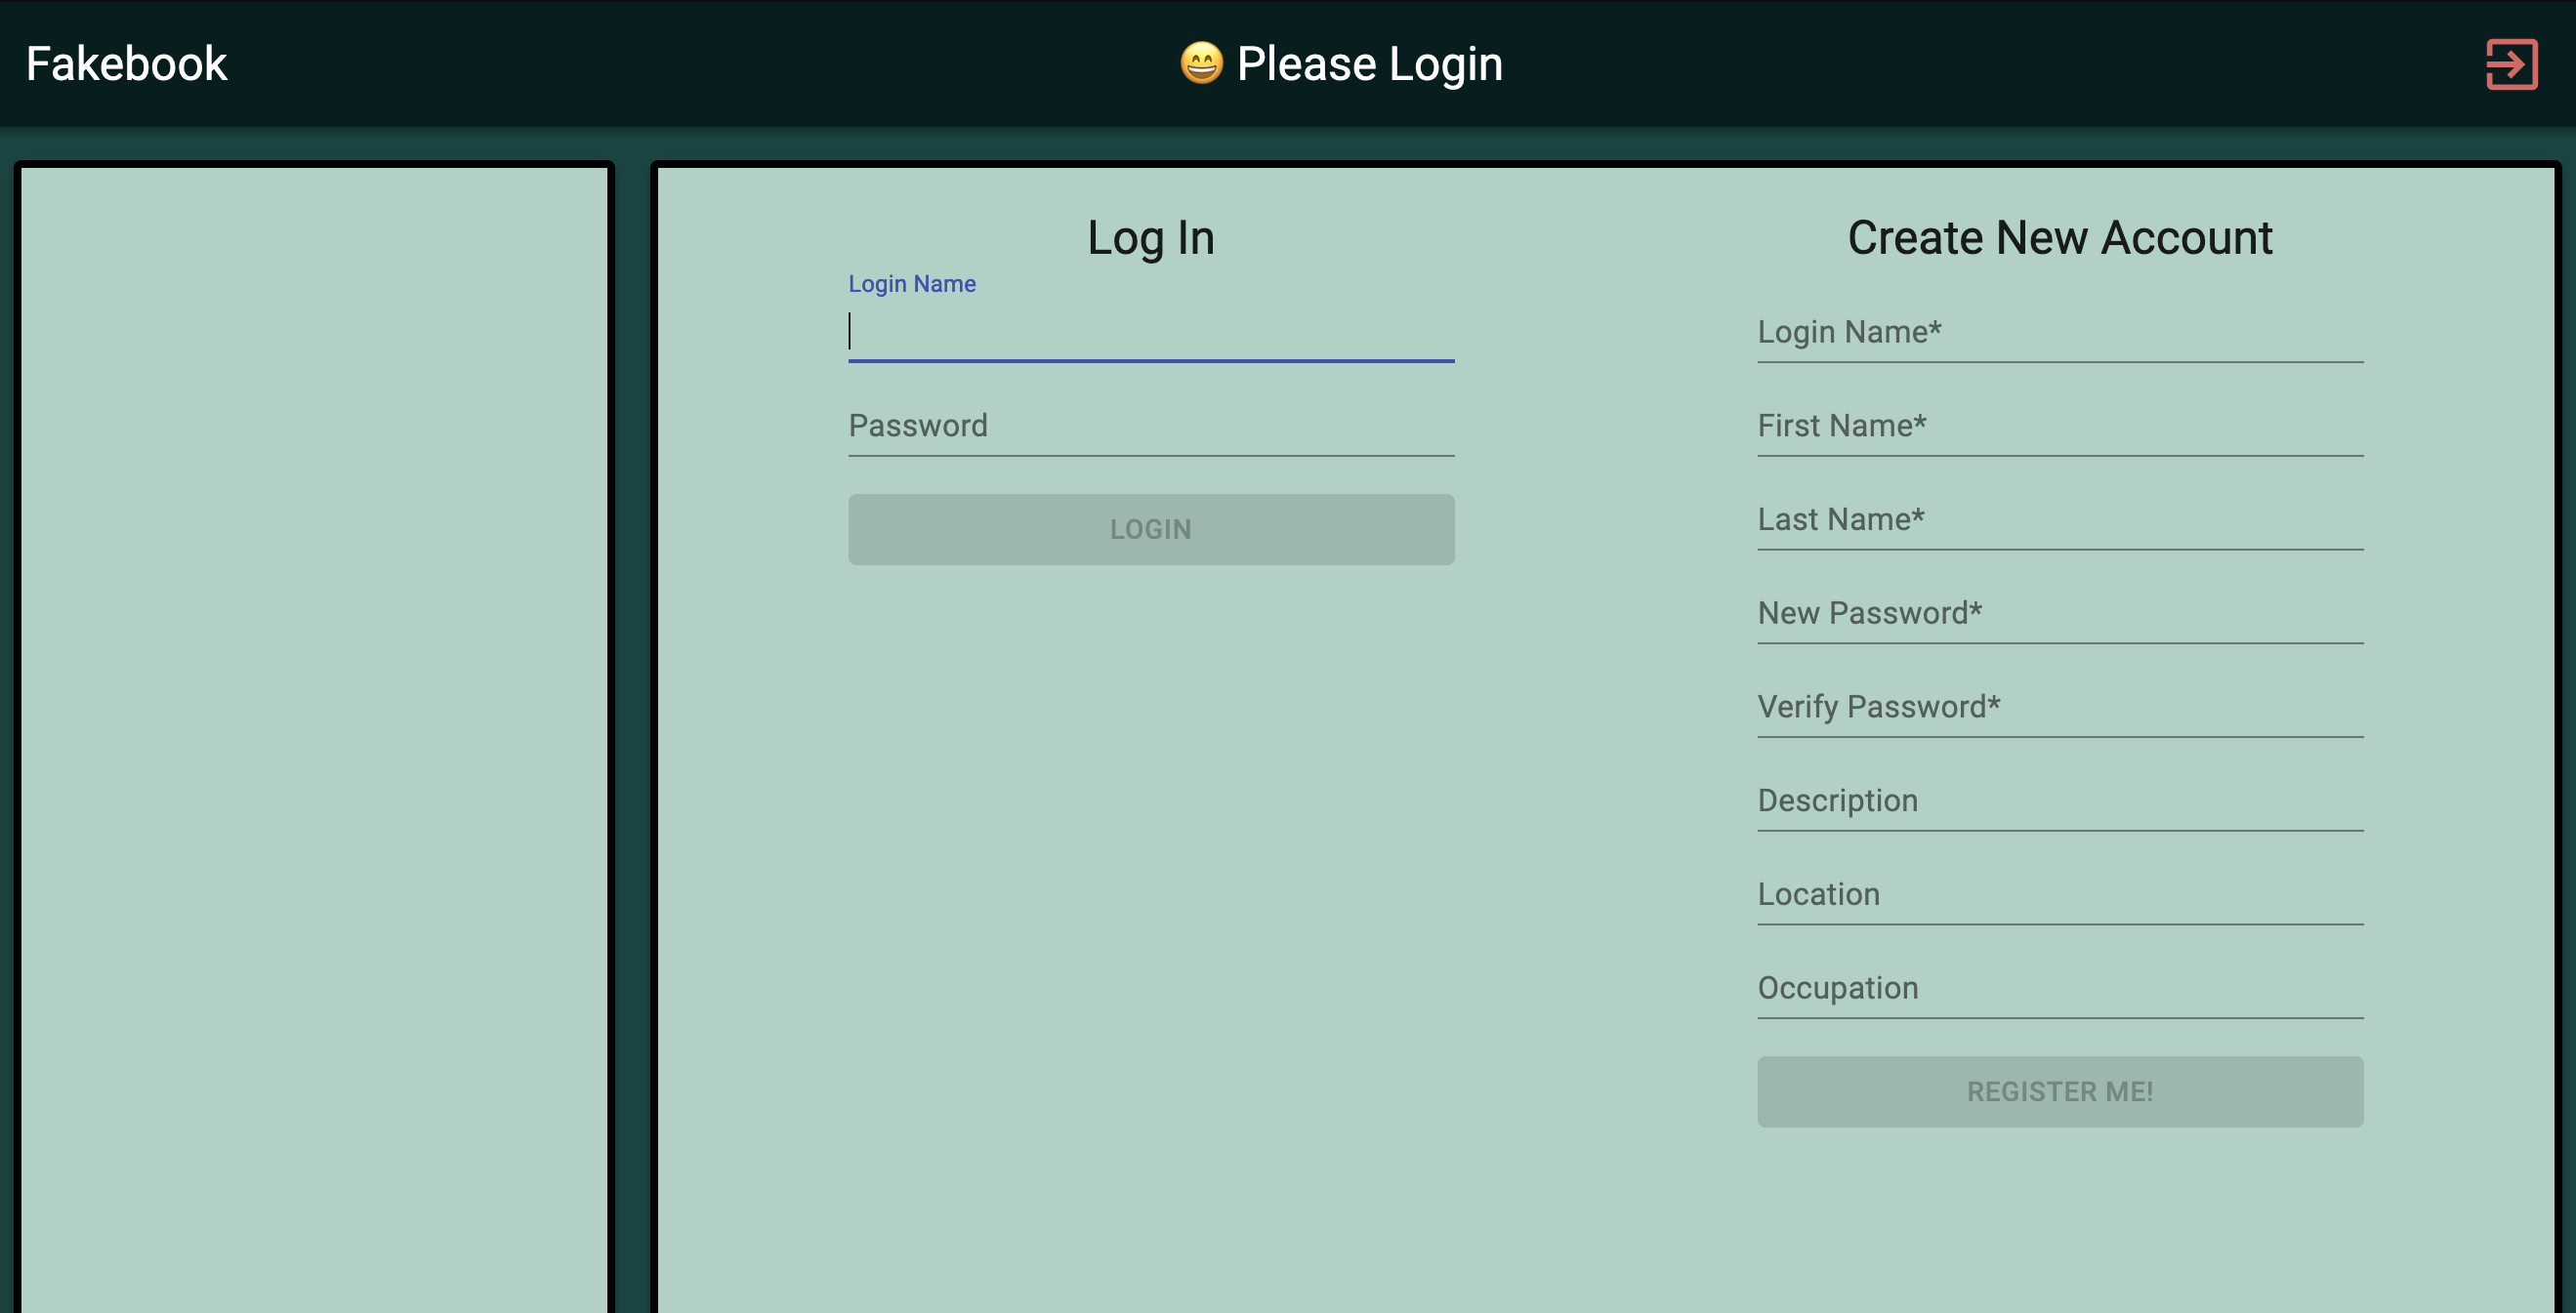 Fakebook
😄 Please Login
Log In
Login Name
Password
LOGIN
Create New Account
Login Name*
First Name*
Last Name*
New Password*
Verify Password*
Description
Location
Occupation
REGISTER ME!